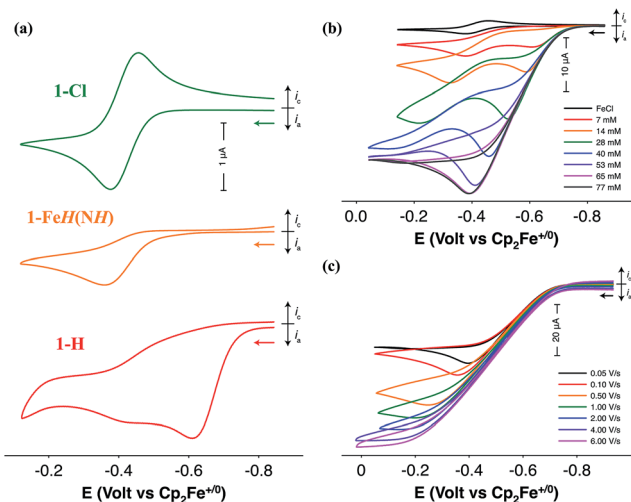 (a)
1-Cl
i_c
i_a
1 µA
1-FeH(NH)
i_c
i_a
1-H
i_c
i_a
-0.2 -0.4 -0.6 -0.8
E (Volt vs Cp₂Fe⁺/⁰)
(b)
i_c
i_a
10 µA
FeCl
7 mM
14 mM
28 mM
40 mM
53 mM
65 mM
77 mM
0.0 -0.2 -0.4 -0.6 -0.8
E (Volt vs Cp₂Fe⁺/⁰)
(c)
i_c
i_a
20 µA
0.05 V/s
0.10 V/s
0.50 V/s
1.00 V/s
2.00 V/s
4.00 V/s
6.00 V/s
0 -0.2 -0.4 -0.6 -0.8
E (Volt vs Cp₂Fe⁺/⁰)